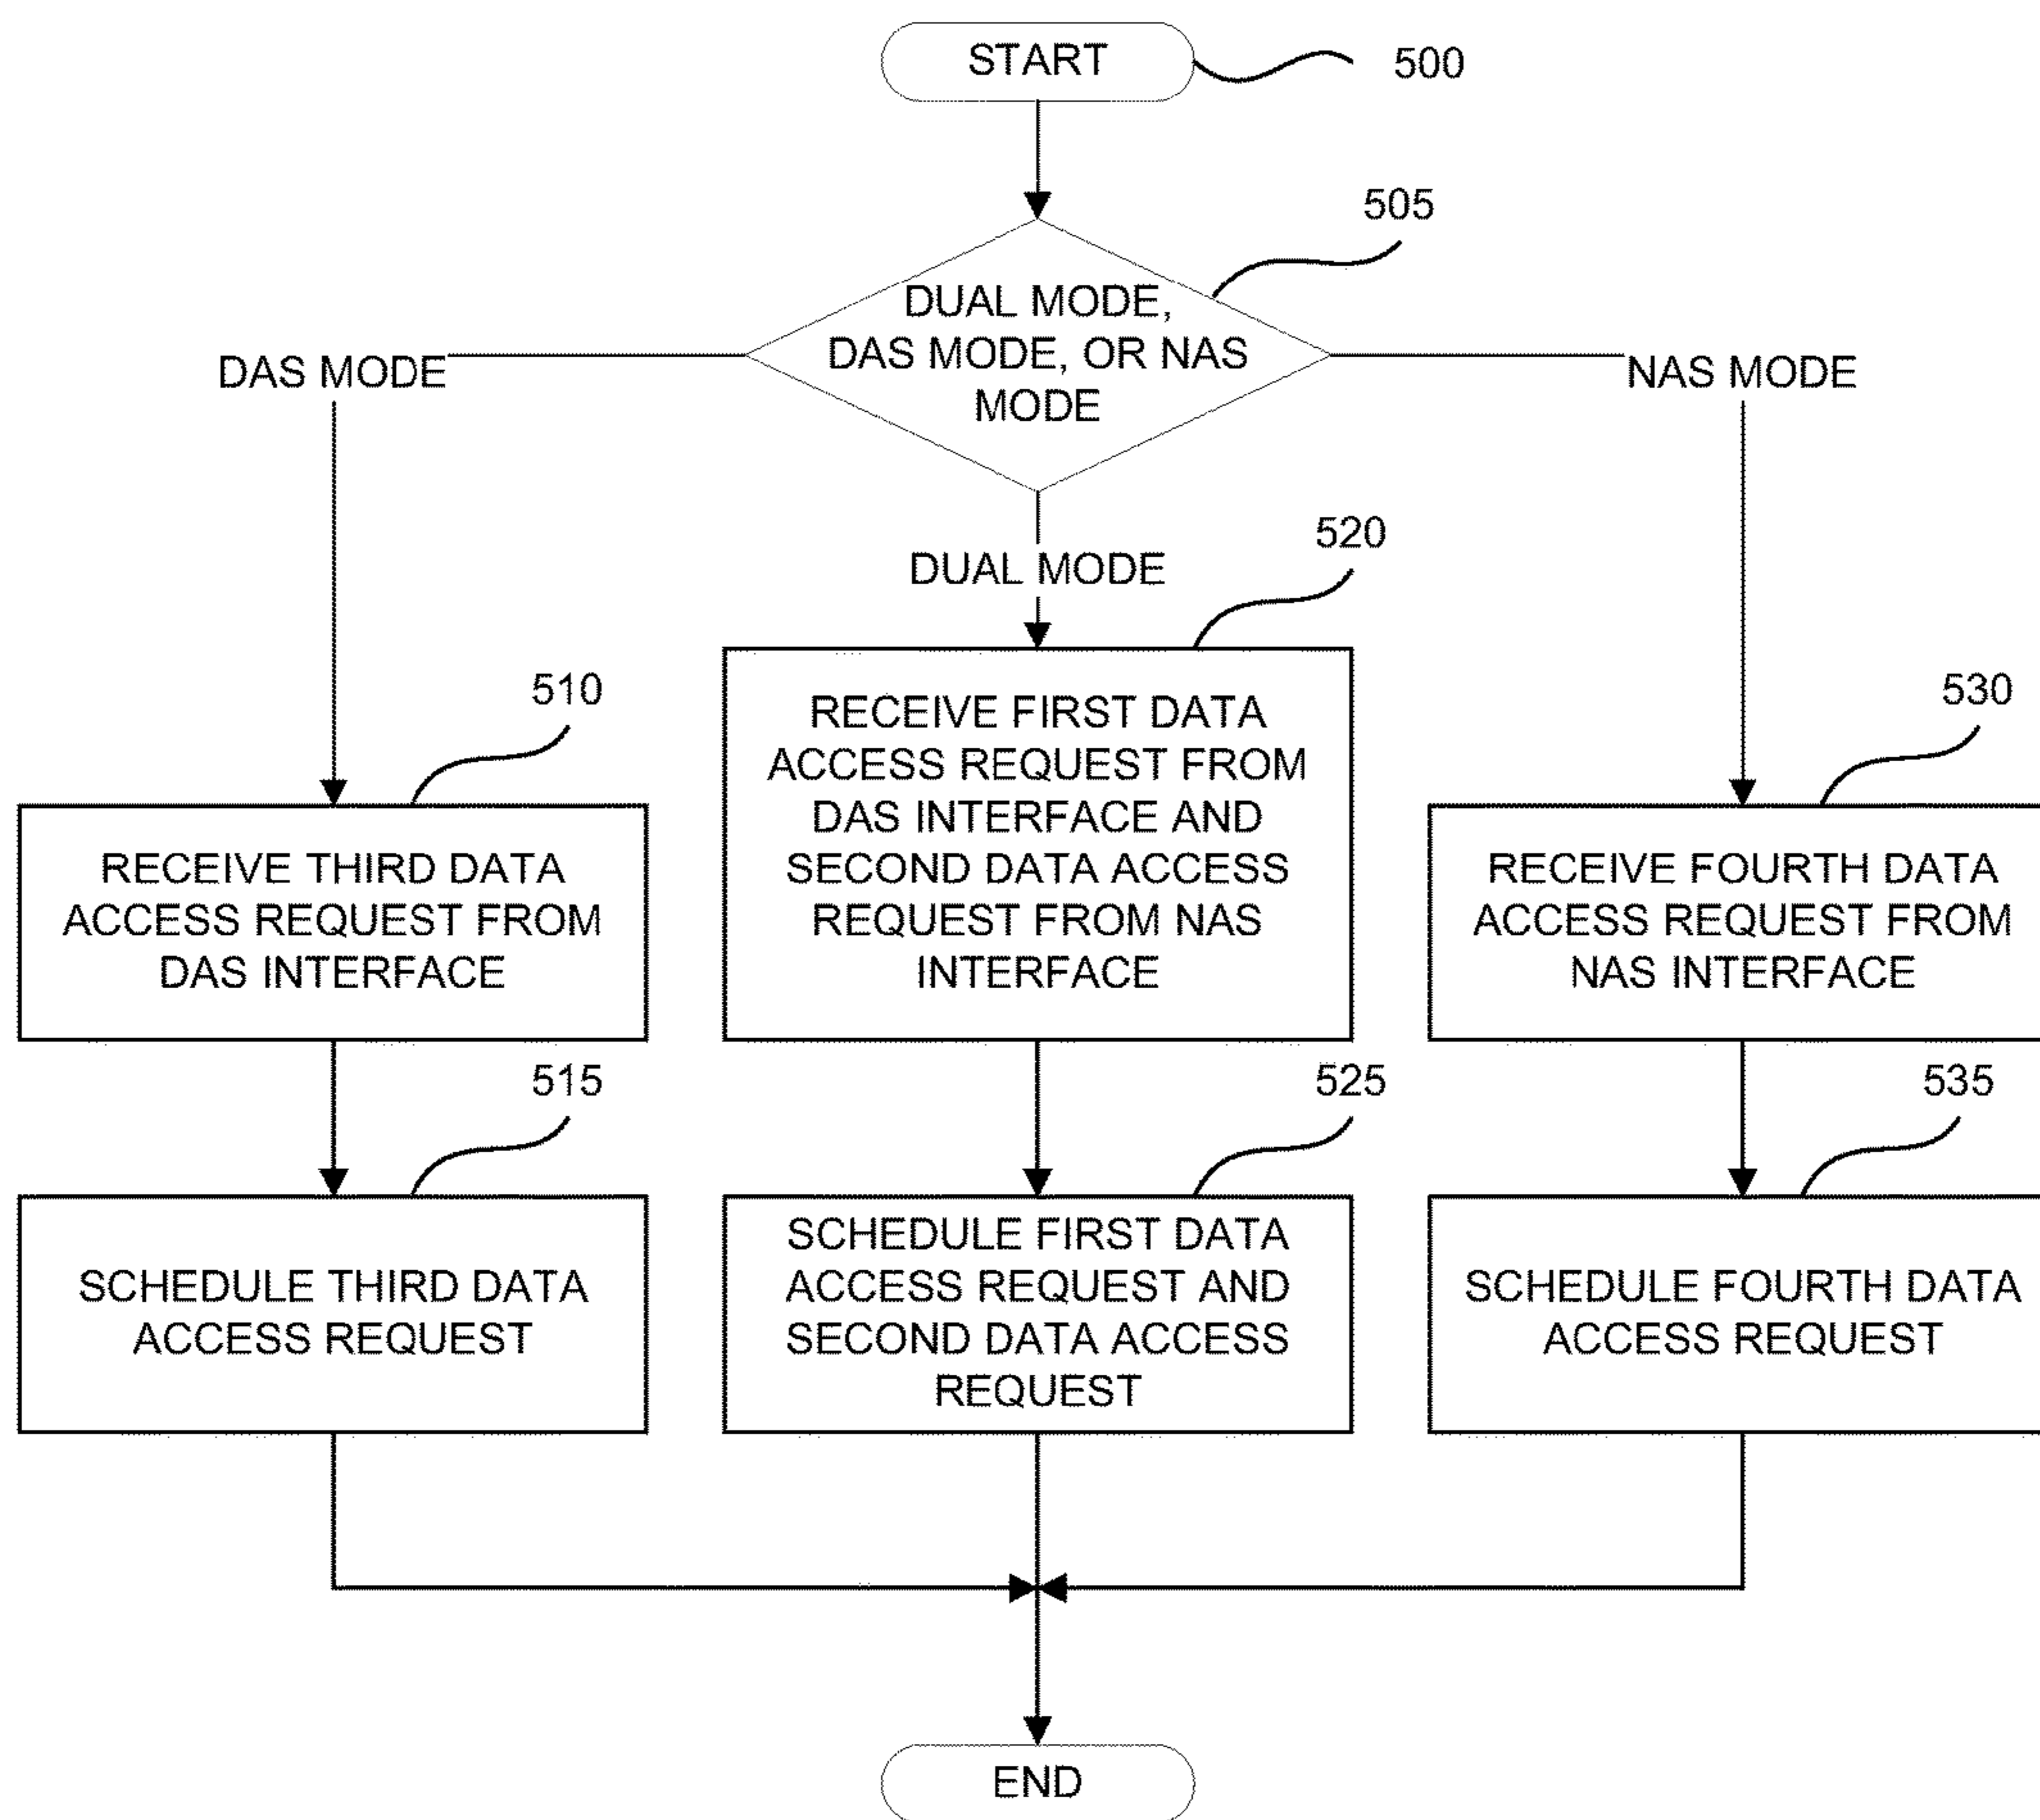 START
500
505
DUAL MODE,
DAS MODE, OR NAS
MODE
DAS MODE
NAS MODE
DUAL MODE
520
RECEIVE FIRST DATA
ACCESS REQUEST FROM
DAS INTERFACE AND
SECOND DATA ACCESS
REQUEST FROM NAS
INTERFACE
510
RECEIVE THIRD DATA
ACCESS REQUEST FROM
DAS INTERFACE
530
RECEIVE FOURTH DATA
ACCESS REQUEST FROM
NAS INTERFACE
515
SCHEDULE THIRD DATA
ACCESS REQUEST
525
SCHEDULE FIRST DATA
ACCESS REQUEST AND
SECOND DATA ACCESS
REQUEST
535
SCHEDULE FOURTH DATA
ACCESS REQUEST
END